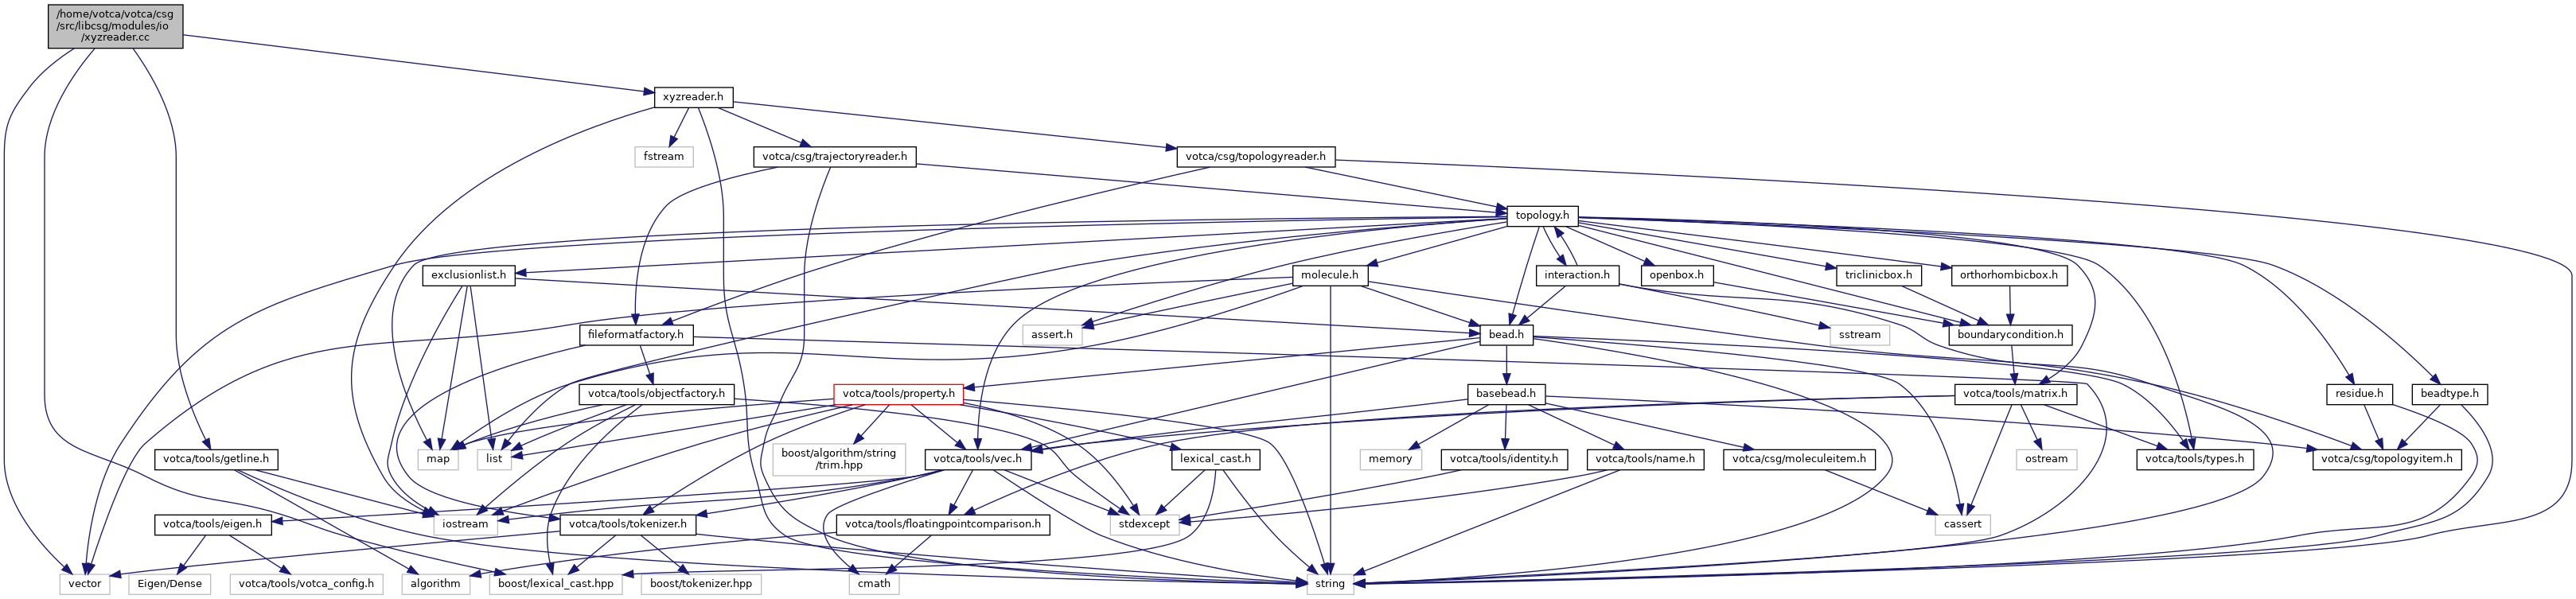 /home/votca/votca/csg
/src/libcsg/modules/io
/xyzreader.cc
xyzreader.h
fstream
votca/csg/trajectoryreader.h
votca/csg/topologyreader.h
topology.h
exclusionlist.h
molecule.h
interaction.h
openbox.h
triclinicbox.h
orthorhombicbox.h
fileformatfactory.h
assert.h
bead.h
sstream
boundarycondition.h
votca/tools/objectfactory.h
votca/tools/property.h
basebead.h
votca/tools/matrix.h
residue.h
beadtype.h
votca/tools/getline.h
map
list
boost/algorithm/string
/trim.hpp
votca/tools/vec.h
lexical_cast.h
memory
votca/tools/identity.h
votca/tools/name.h
votca/csg/moleculeitem.h
ostream
votca/tools/types.h
votca/csg/topologyitem.h
votca/tools/eigen.h
iostream
votca/tools/tokenizer.h
votca/tools/floatingpointcomparison.h
stdexcept
cassert
vector
Eigen/Dense
votca/tools/votca_config.h
algorithm
boost/lexical_cast.hpp
boost/tokenizer.hpp
cmath
string